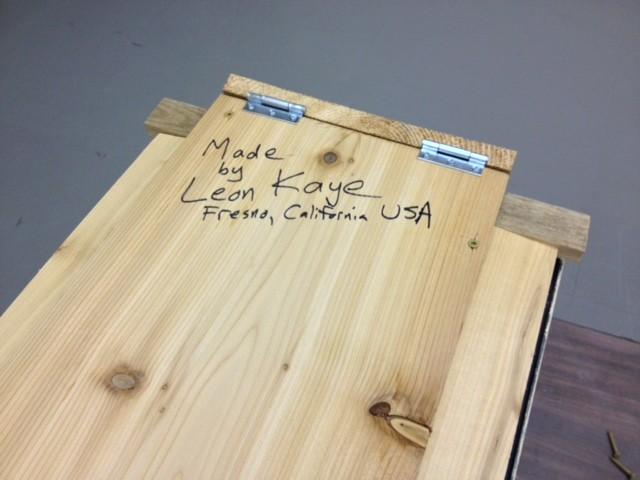 Made
by
Leon Kaye
Fresno, California USA